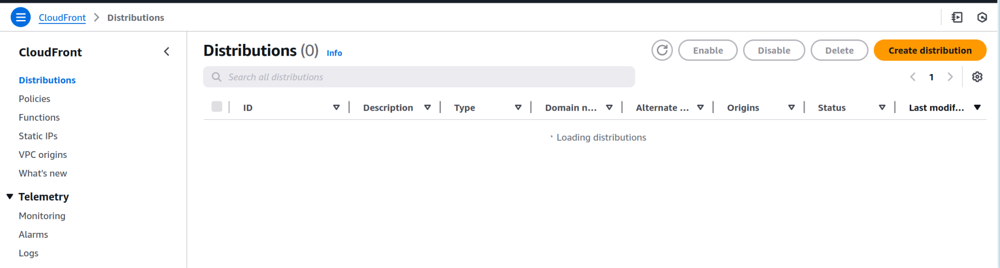 CloudFront > Distributions
CloudFront
Distributions
Policies
Functions
Static IPs
VPC origins
What's new
Telemetry
Monitoring
Alarms
Logs
Distributions (0) Info
Enable Disable Delete Create distribution
Search all distributions
1
ID Description Type Domain n... Alternate ... Origins Status Last modif...
Loading distributions